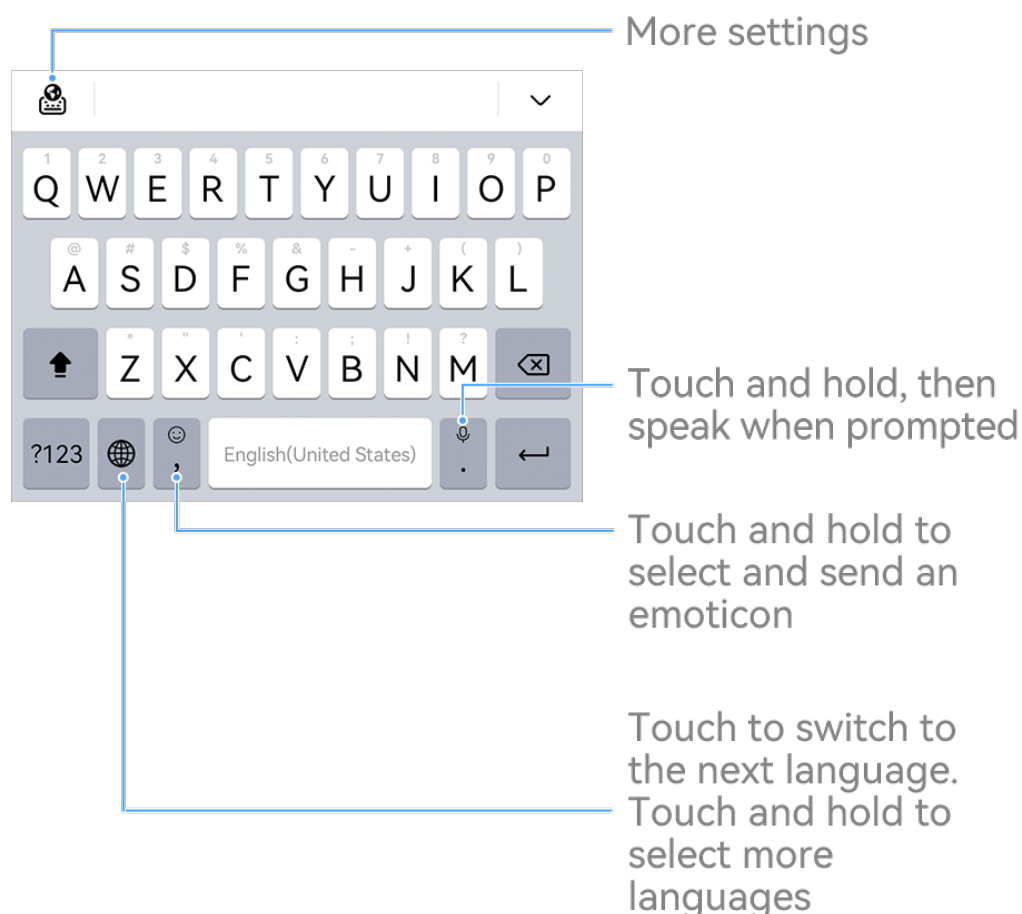 More settings
1 2 3 4 5 6 7 8 9 0
Q W E R T Y U I O P
@ # $ % & - + ( )
A S D F G H J K L
* " ' : ; ! ?
Z X C V B N M
Touch and hold, then
speak when prompted
?123 , English(United States) .
Touch and hold to
select and send an
emoticon
Touch to switch to
the next language.
Touch and hold to
select more
languages